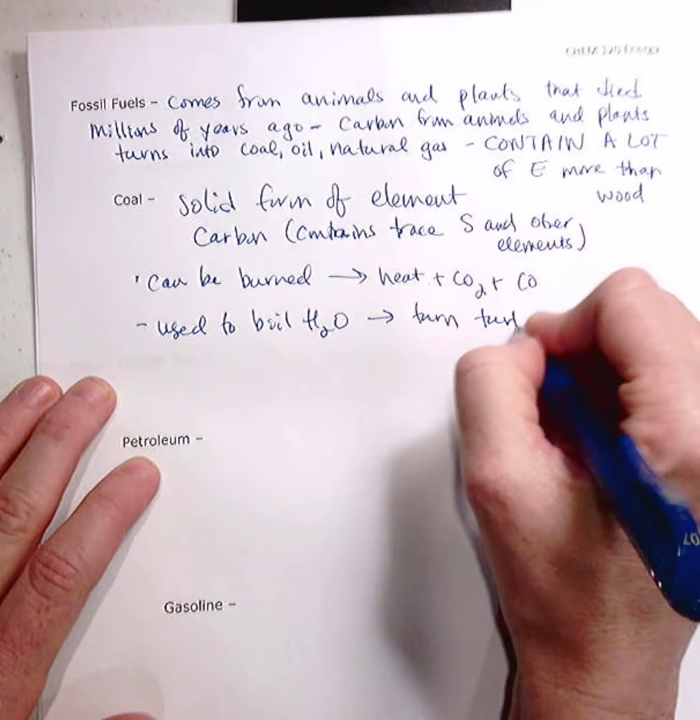 Fossil Fuels - comes from animals and plants that died
millions of years ago - Carbon from animals and plants
turns into coal, oil, natural gas - CONTAIN A LOT
of E more than
wood
Coal - solid form of element
Carbon (contains trace S and other
elements)
' can be burned → heat + CO₂ + CO
- used to boil H₂O → turn tur
Petroleum -
Gasoline -